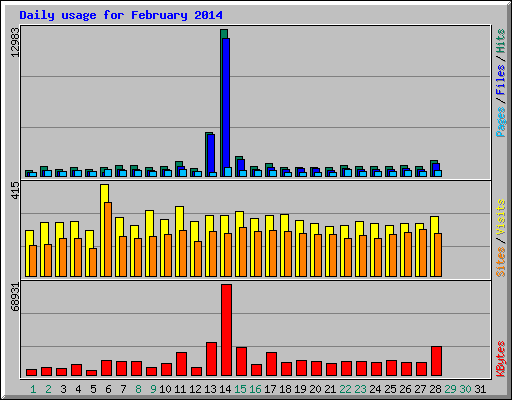 Daily usage for February 2014
12983
Pages / Files / Hits
415
Sites / Visits
68931
KBytes
1 2 3 4 5 6 7 8 9 10 11 12 13 14 15 16 17 18 19 20 21 22 23 24 25 26 27 28 29 30 31